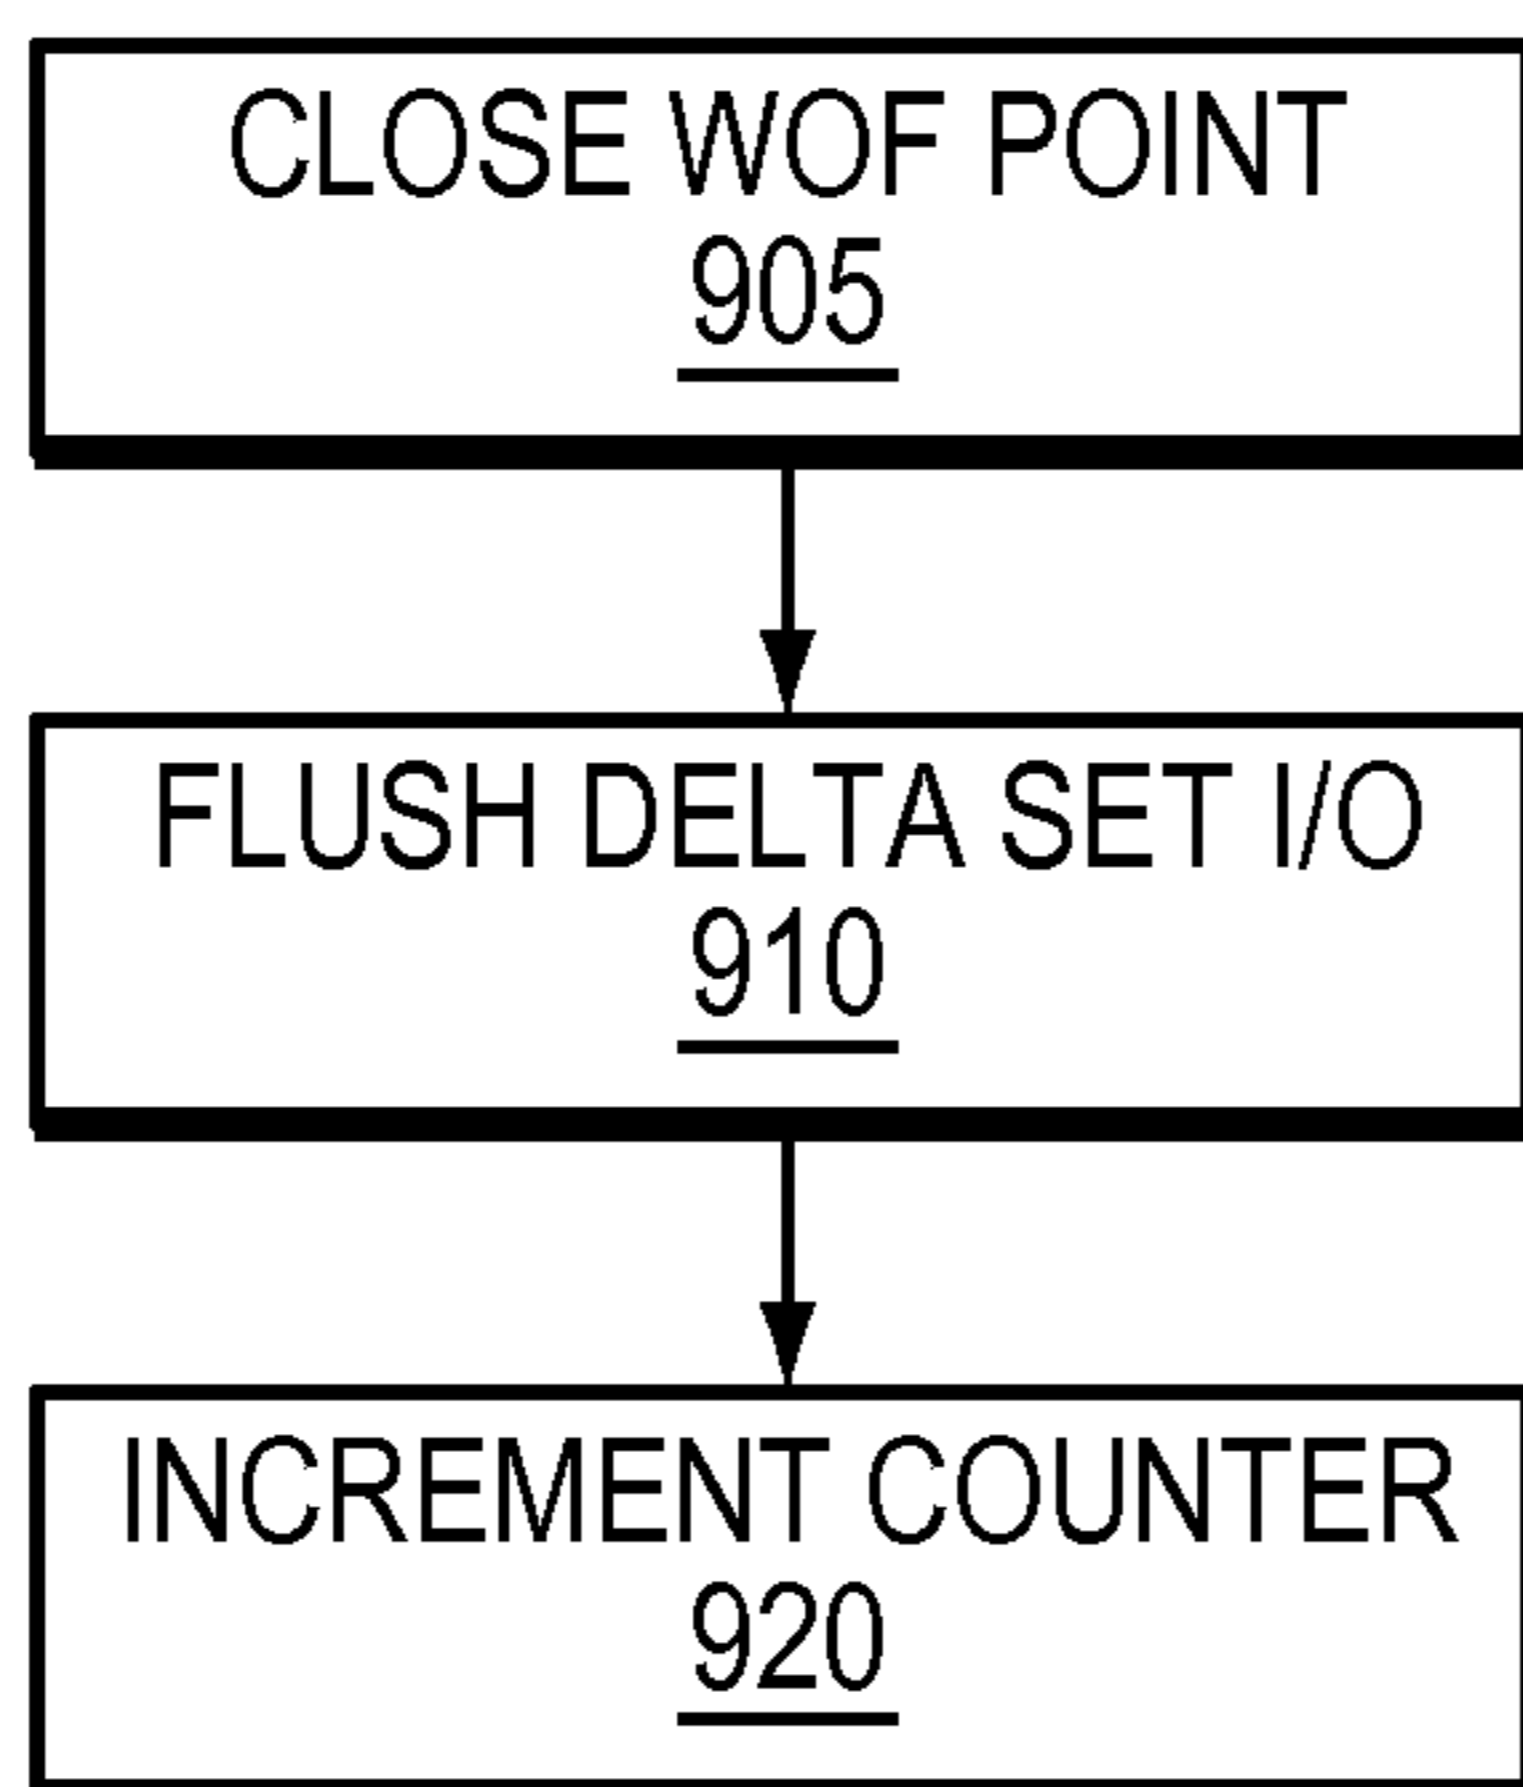 CLOSE WOF POINT
905
FLUSH DELTA SET I/O
910
INCREMENT COUNTER
920